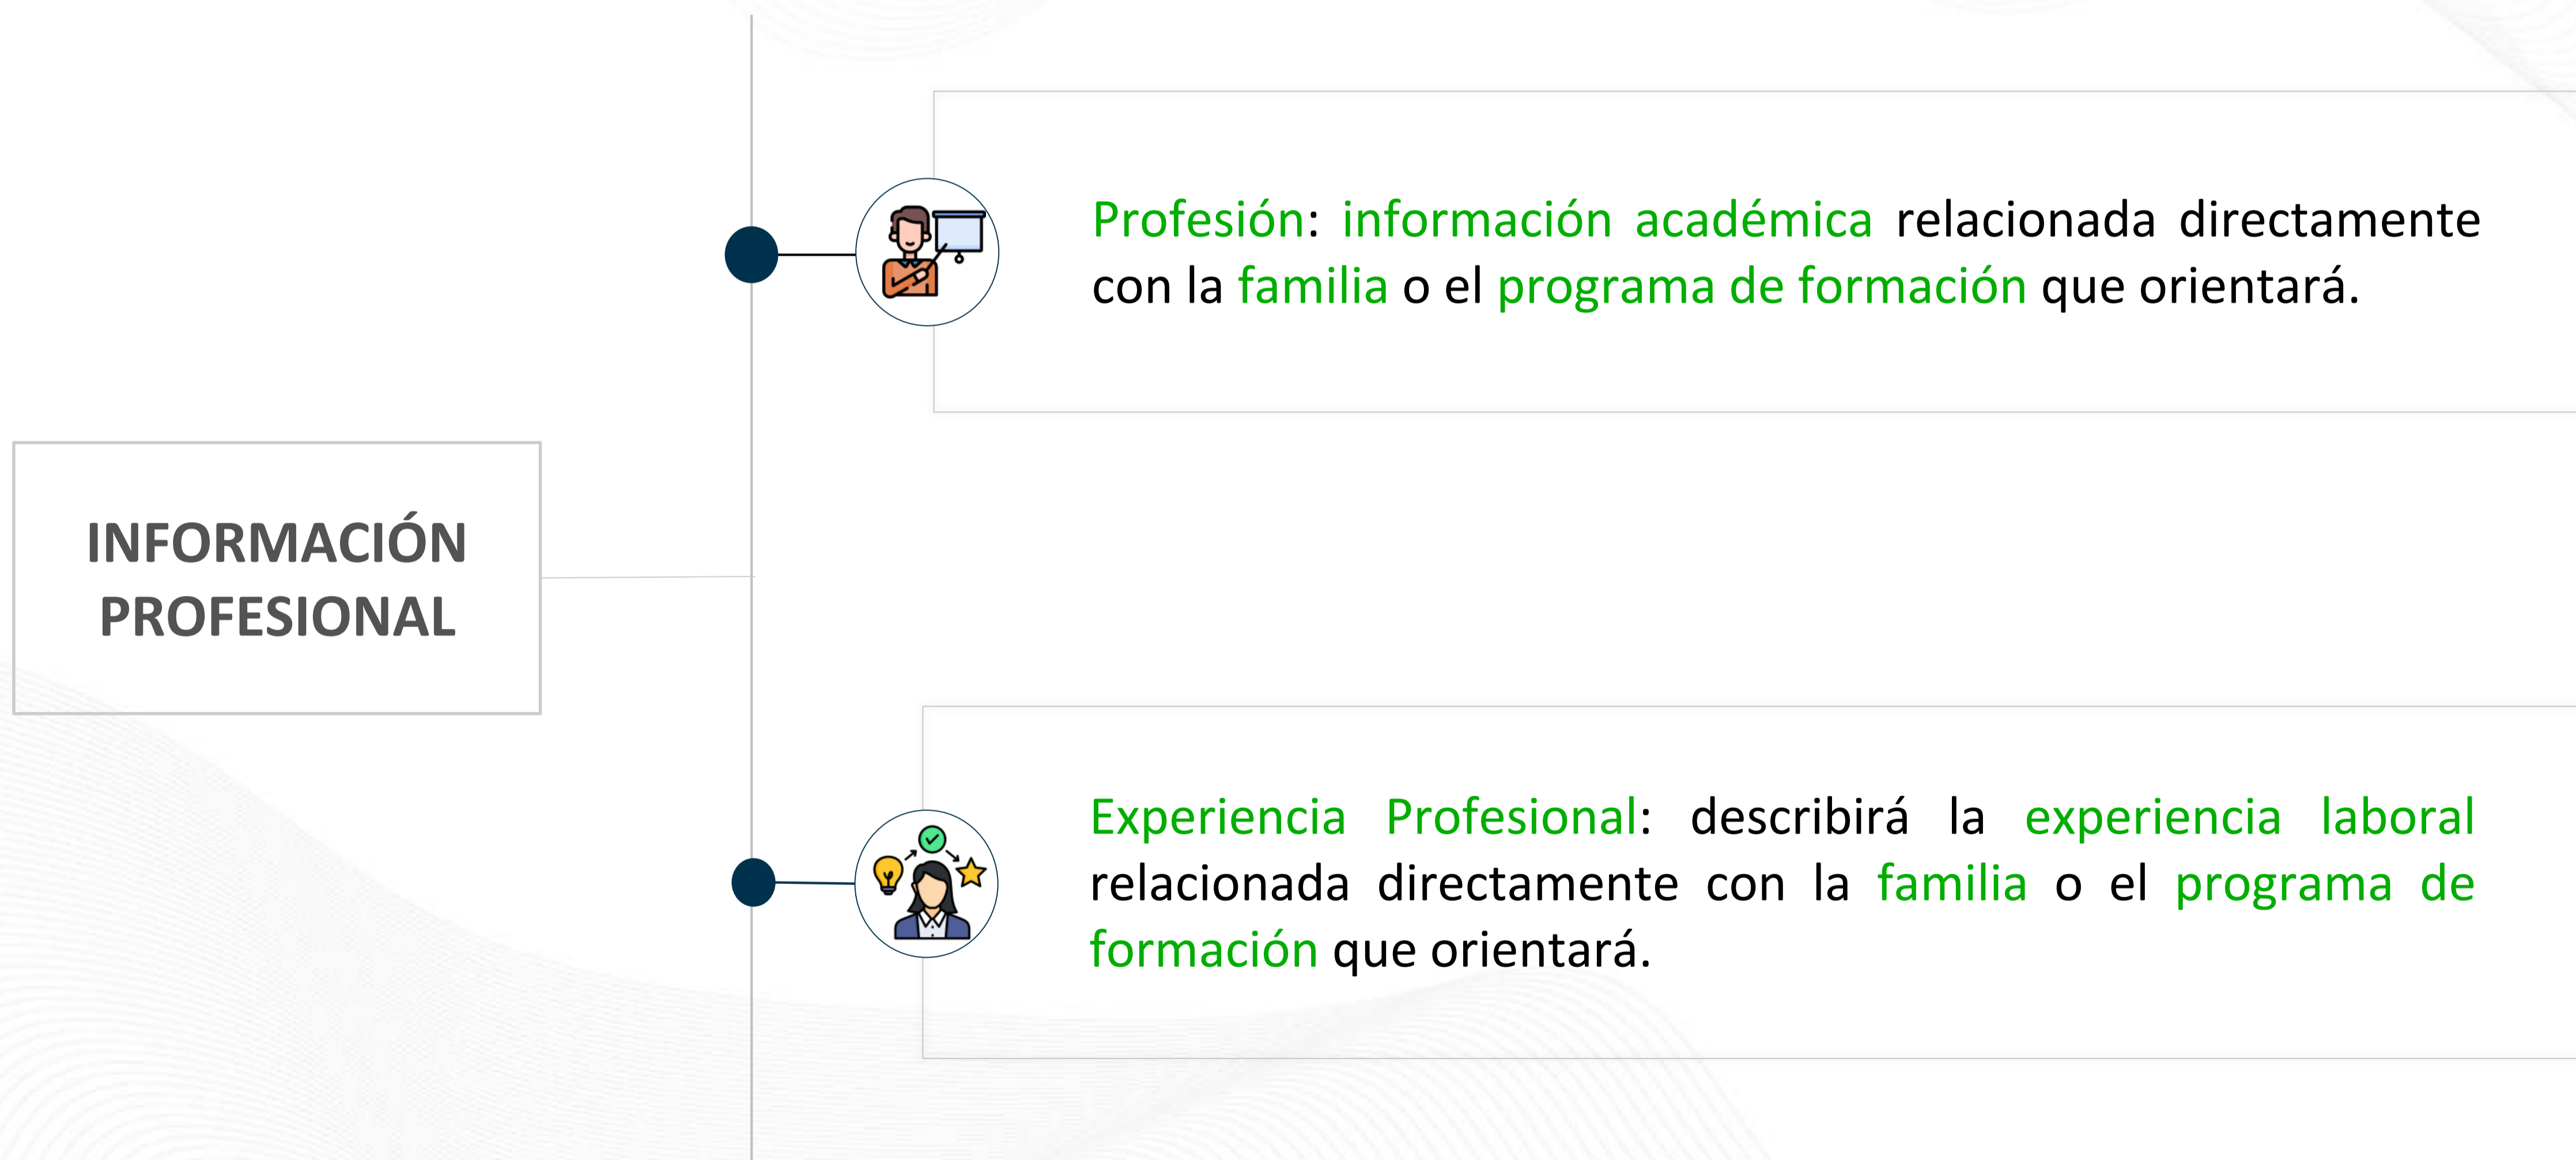 INFORMACIÓN
PROFESIONAL
Profesión: información académica relacionada directamente
con la familia o el programa de formación que orientará.
Experiencia Profesional: describirá la experiencia laboral
relacionada directamente con la familia o el programa de
formación que orientará.